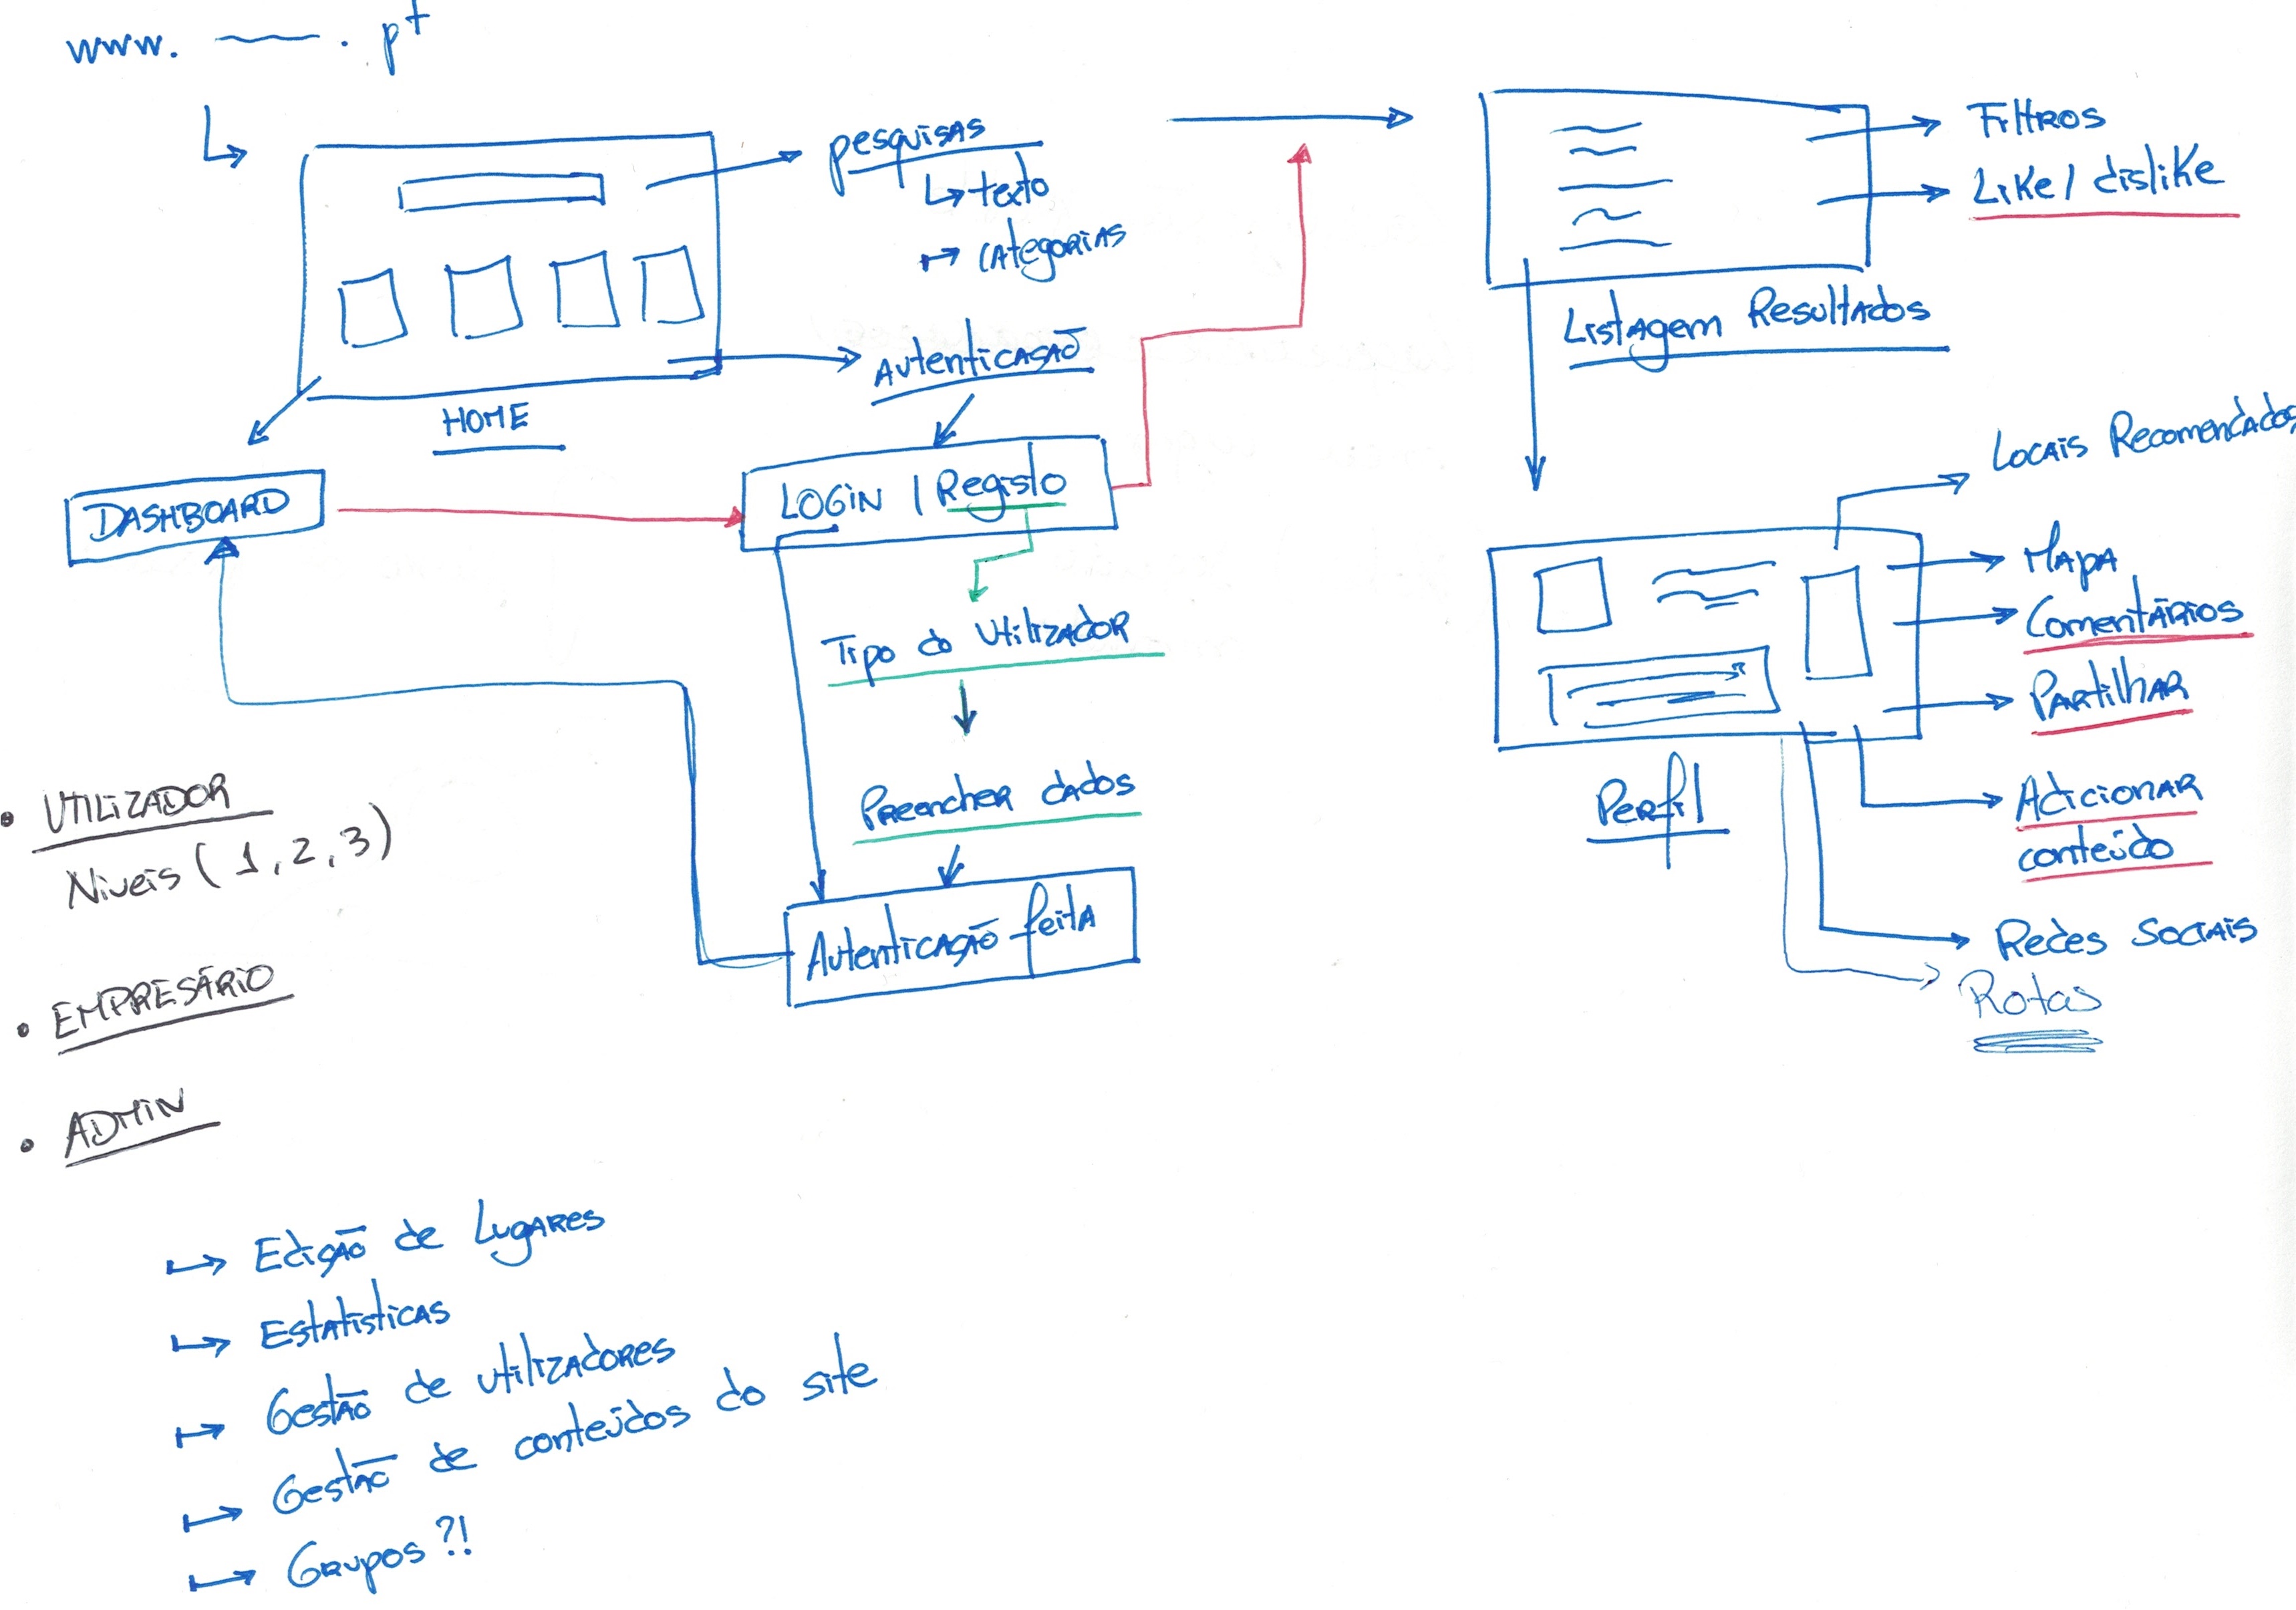 www. ⁓ . pt
pesquisas
↳ texto
↦ categorias
Autenticação
HOME
DASHBOARD
LOGIN | Registo
Tipo do Utilizador
Preencher dados
Autenticação feita
Filtros
Like / dislike
Listagem Resultados
Locais Recomendados
Mapa
Comentários
Partilhar
Adicionar
conteúdo
Redes Sociais
Rotas
Perfil
• UTILIZADOR
Niveis (1, 2, 3)
• EMPRESÁRIO
• ADMIN
↦ Edição de Lugares
↦ Estatísticas
↦ Gestão de utilizadores
↦ Gestão de conteúdos do site
↦ Grupos ?!